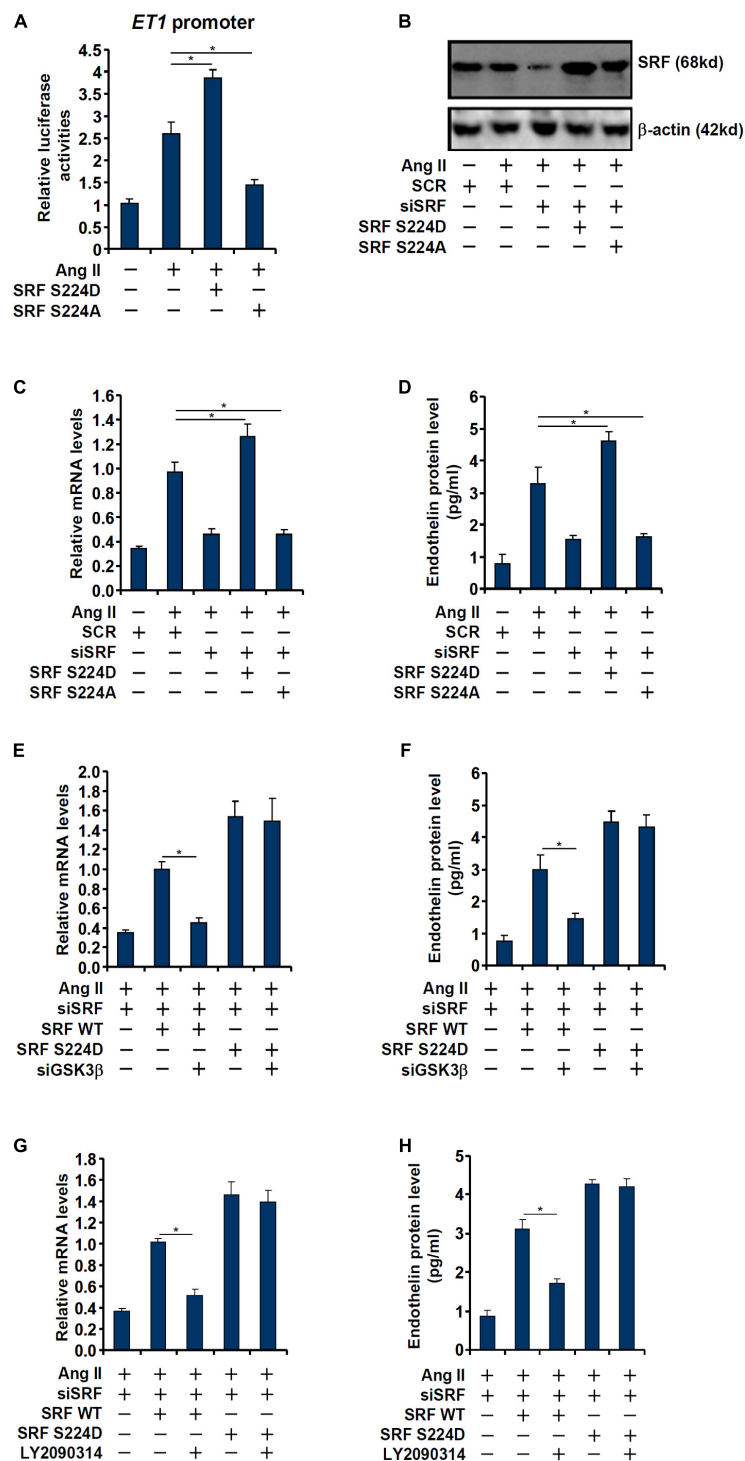 A
ET1 promoter
Relative luciferase
activities
4.5
4
3.5
3
2.5
2
1.5
1
0.5
0
Ang II − + + +
SRF S224D − − + −
SRF S224A − − − +
B
SRF (68kd)
β-actin (42kd)
Ang II − + + + +
SCR + + − − −
siSRF − − + + +
SRF S224D − − − + −
SRF S224A − − − − +
C
Relative mRNA levels
1.6
1.4
1.2
1.0
0.8
0.6
0.4
0.2
0.0
*
*
Ang II − + + + +
SCR + + − − −
siSRF − − + + +
SRF S224D − − − + −
SRF S224A − − − − +
D
Endothelin protein level
(pg/ml)
6
5
4
3
2
1
0
*
*
Ang II − + + + +
SCR + + − − −
siSRF − − + + +
SRF S224D − − − + −
SRF S224A − − − − +
E
Relative mRNA levels
2.0
1.8
1.6
1.4
1.2
1.0
0.8
0.6
0.4
0.2
0.0
*
Ang II + + + + +
siSRF + + + + +
SRF WT − + + − −
SRF S224D − − − + +
siGSK3β − − + − +
F
Endothelin protein level
(pg/ml)
6
5
4
3
2
1
0
*
Ang II + + + + +
siSRF + + + + +
SRF WT − + + − −
SRF S224D − − − + +
siGSK3β − − + − +
G
Relative mRNA levels
1.8
1.6
1.4
1.2
1.0
0.8
0.6
0.4
0.2
0.0
*
Ang II + + + + +
siSRF + + + + +
SRF WT − + + − −
SRF S224D − − − + +
LY2090314 − − + − +
H
Endothelin protein level
(pg/ml)
5
4
3
2
1
0
*
Ang II + + + + +
siSRF + + + + +
SRF WT − + + − −
SRF S224D − − − + +
LY2090314 − − + − +